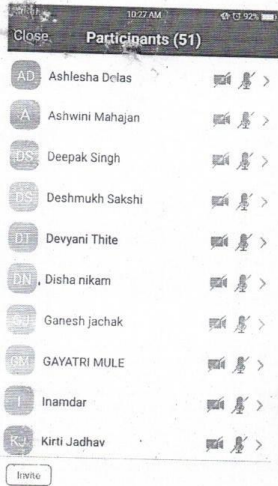 10:27 AM 92%
Close Participants (51)
AD Ashlesha Dolas
A Ashwini Mahajan
DS Deepak Singh
DS Deshmukh Sakshi
DT Devyani Thite
DN , Disha nikam
Ganesh jachak
GM GAYATRI MULE
I Inamdar
KJ Kirti Jadhav
Invite